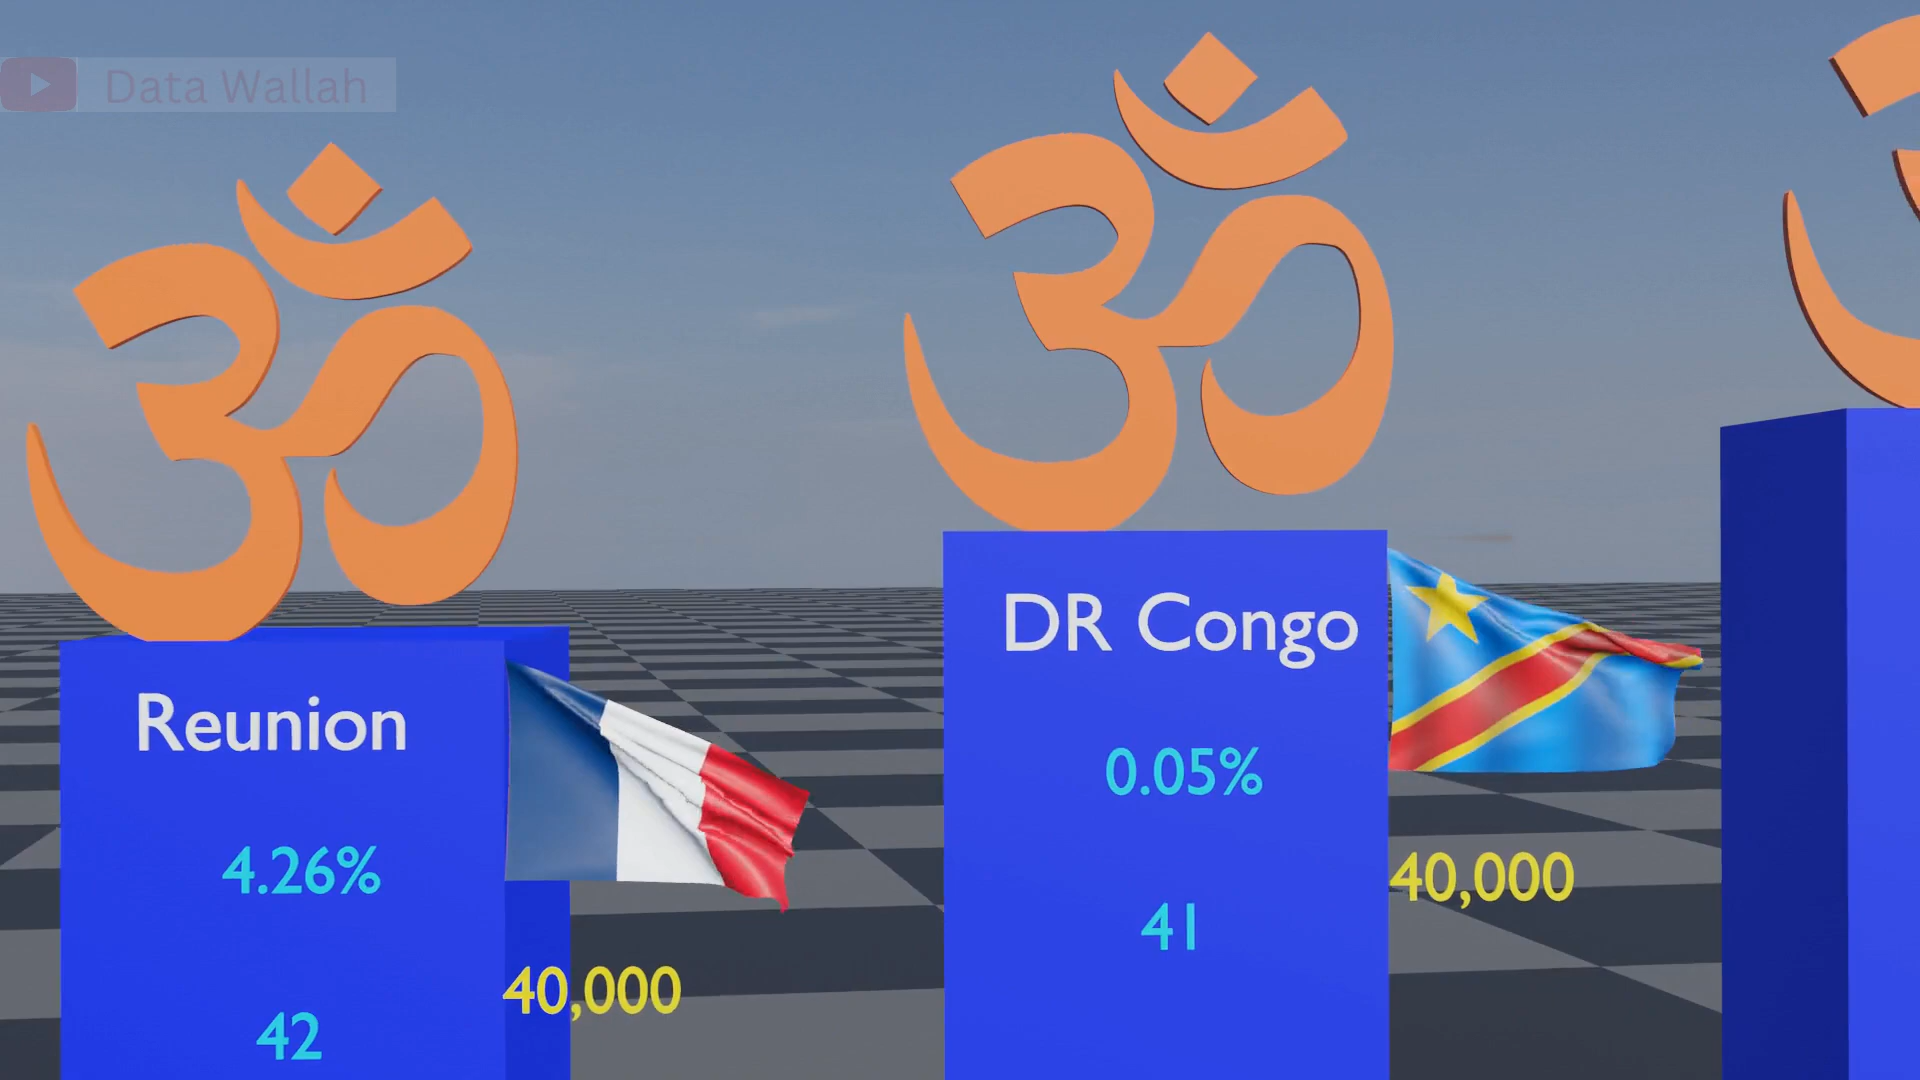 Data Wallah
Reunion
4.26%
42
40,000
DR Congo
0.05%
41
40,000
ॐ
ॐ